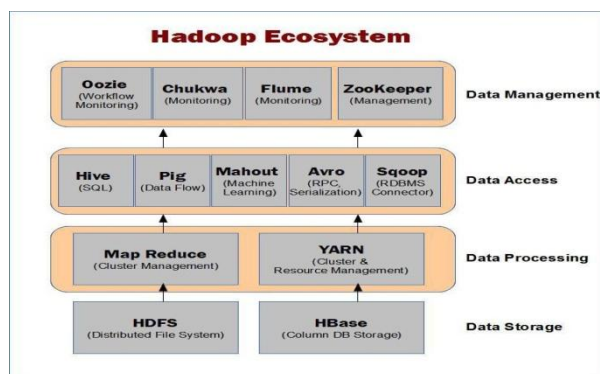 Hadoop Ecosystem
Oozie
(Workflow
Monitoring)
Chukwa
(Monitoring)
Flume
(Monitoring)
ZooKeeper
(Management)
Data Management
Hive
(SQL)
Pig
(Data Flow)
Mahout
(Machine
Learning)
Avro
(RPC,
Serialization)
Sqoop
(RDBMS
Connector)
Data Access
Map Reduce
(Cluster Management)
YARN
(Cluster &
Resource Management)
Data Processing
HDFS
(Distributed File System)
HBase
(Column DB Storage)
Data Storage